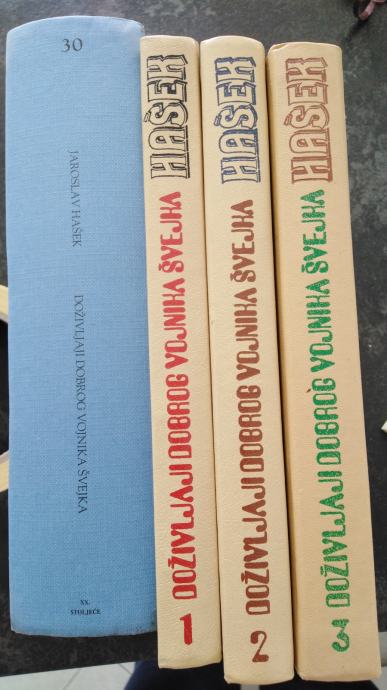 30
JAROSLAV HAŠEK
DOŽIVLJAJI DOBROG VOJNIKA ŠVEJKA
XX.
STOLJEĆE
1 DOŽIVLJAJI DOBROG VOJNIKA ŠVEJKA HAŠEK
2 DOŽIVLJAJI DOBROG VOJNIKA ŠVEJKA HAŠEK
3 DOŽIVLJAJI DOBROG VOJNIKA ŠVEJKA HAŠEK